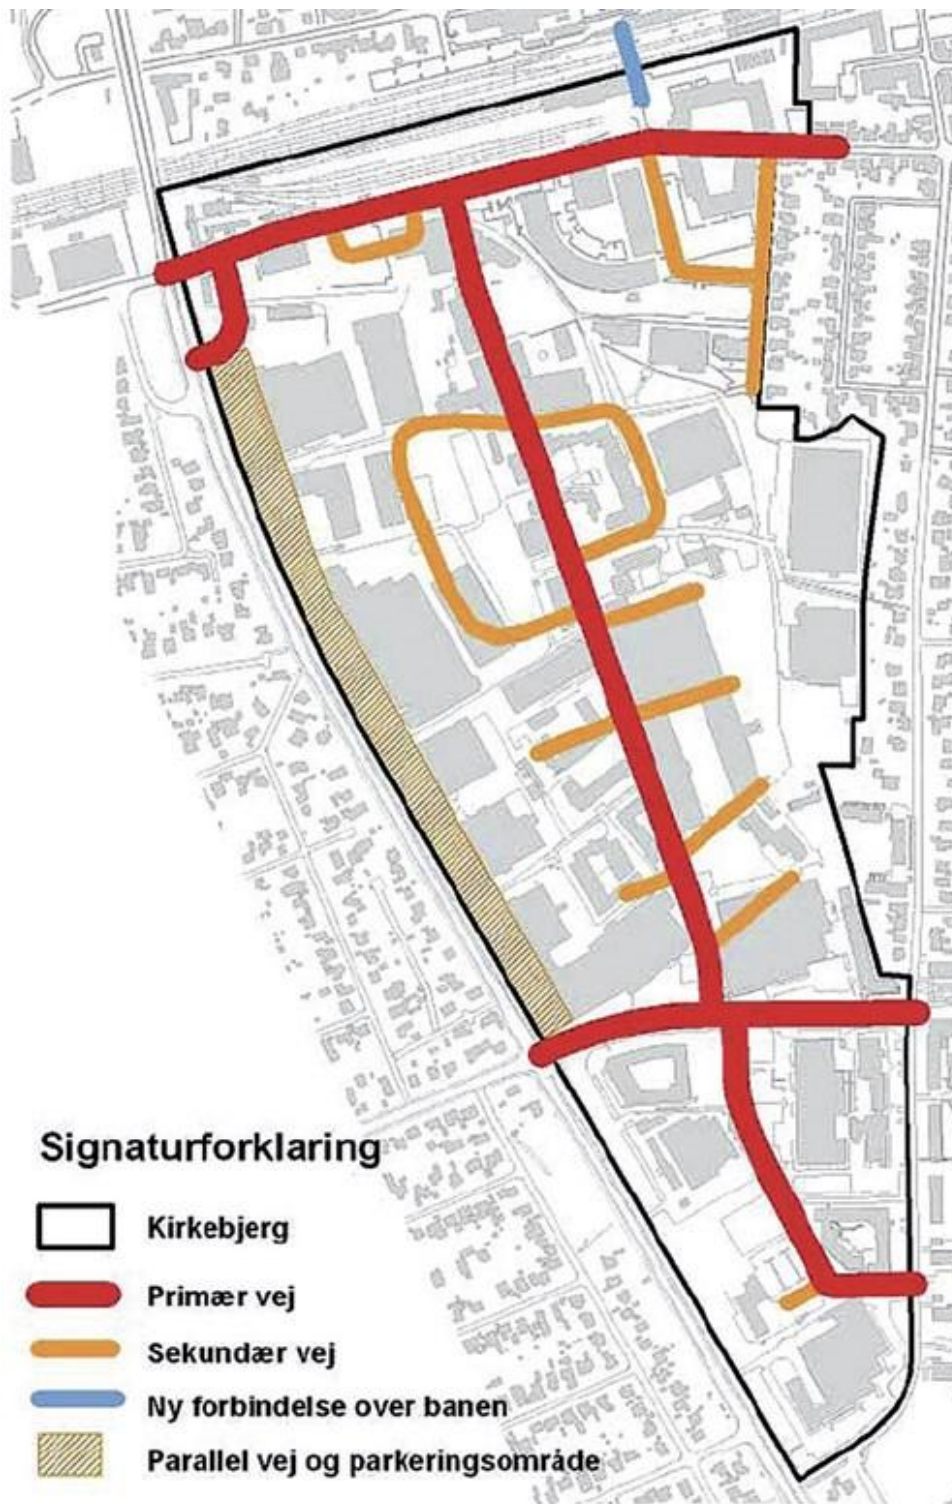 Signaturforklaring
Kirkebjerg
Primær vej
Sekundær vej
Ny forbindelse over banen
Parallel vej og parkeringsområde